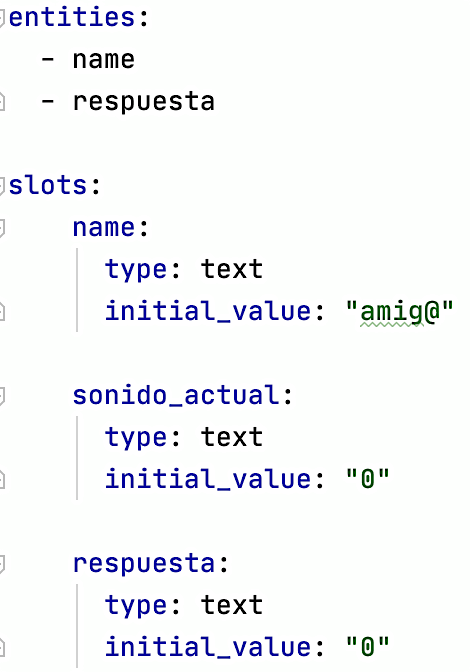 entities:
  - name
  - respuesta
slots:
    name:
      type: text
      initial_value: "amig@"
    sonido_actual:
      type: text
      initial_value: "0"
    respuesta:
      type: text
      initial_value: "0"